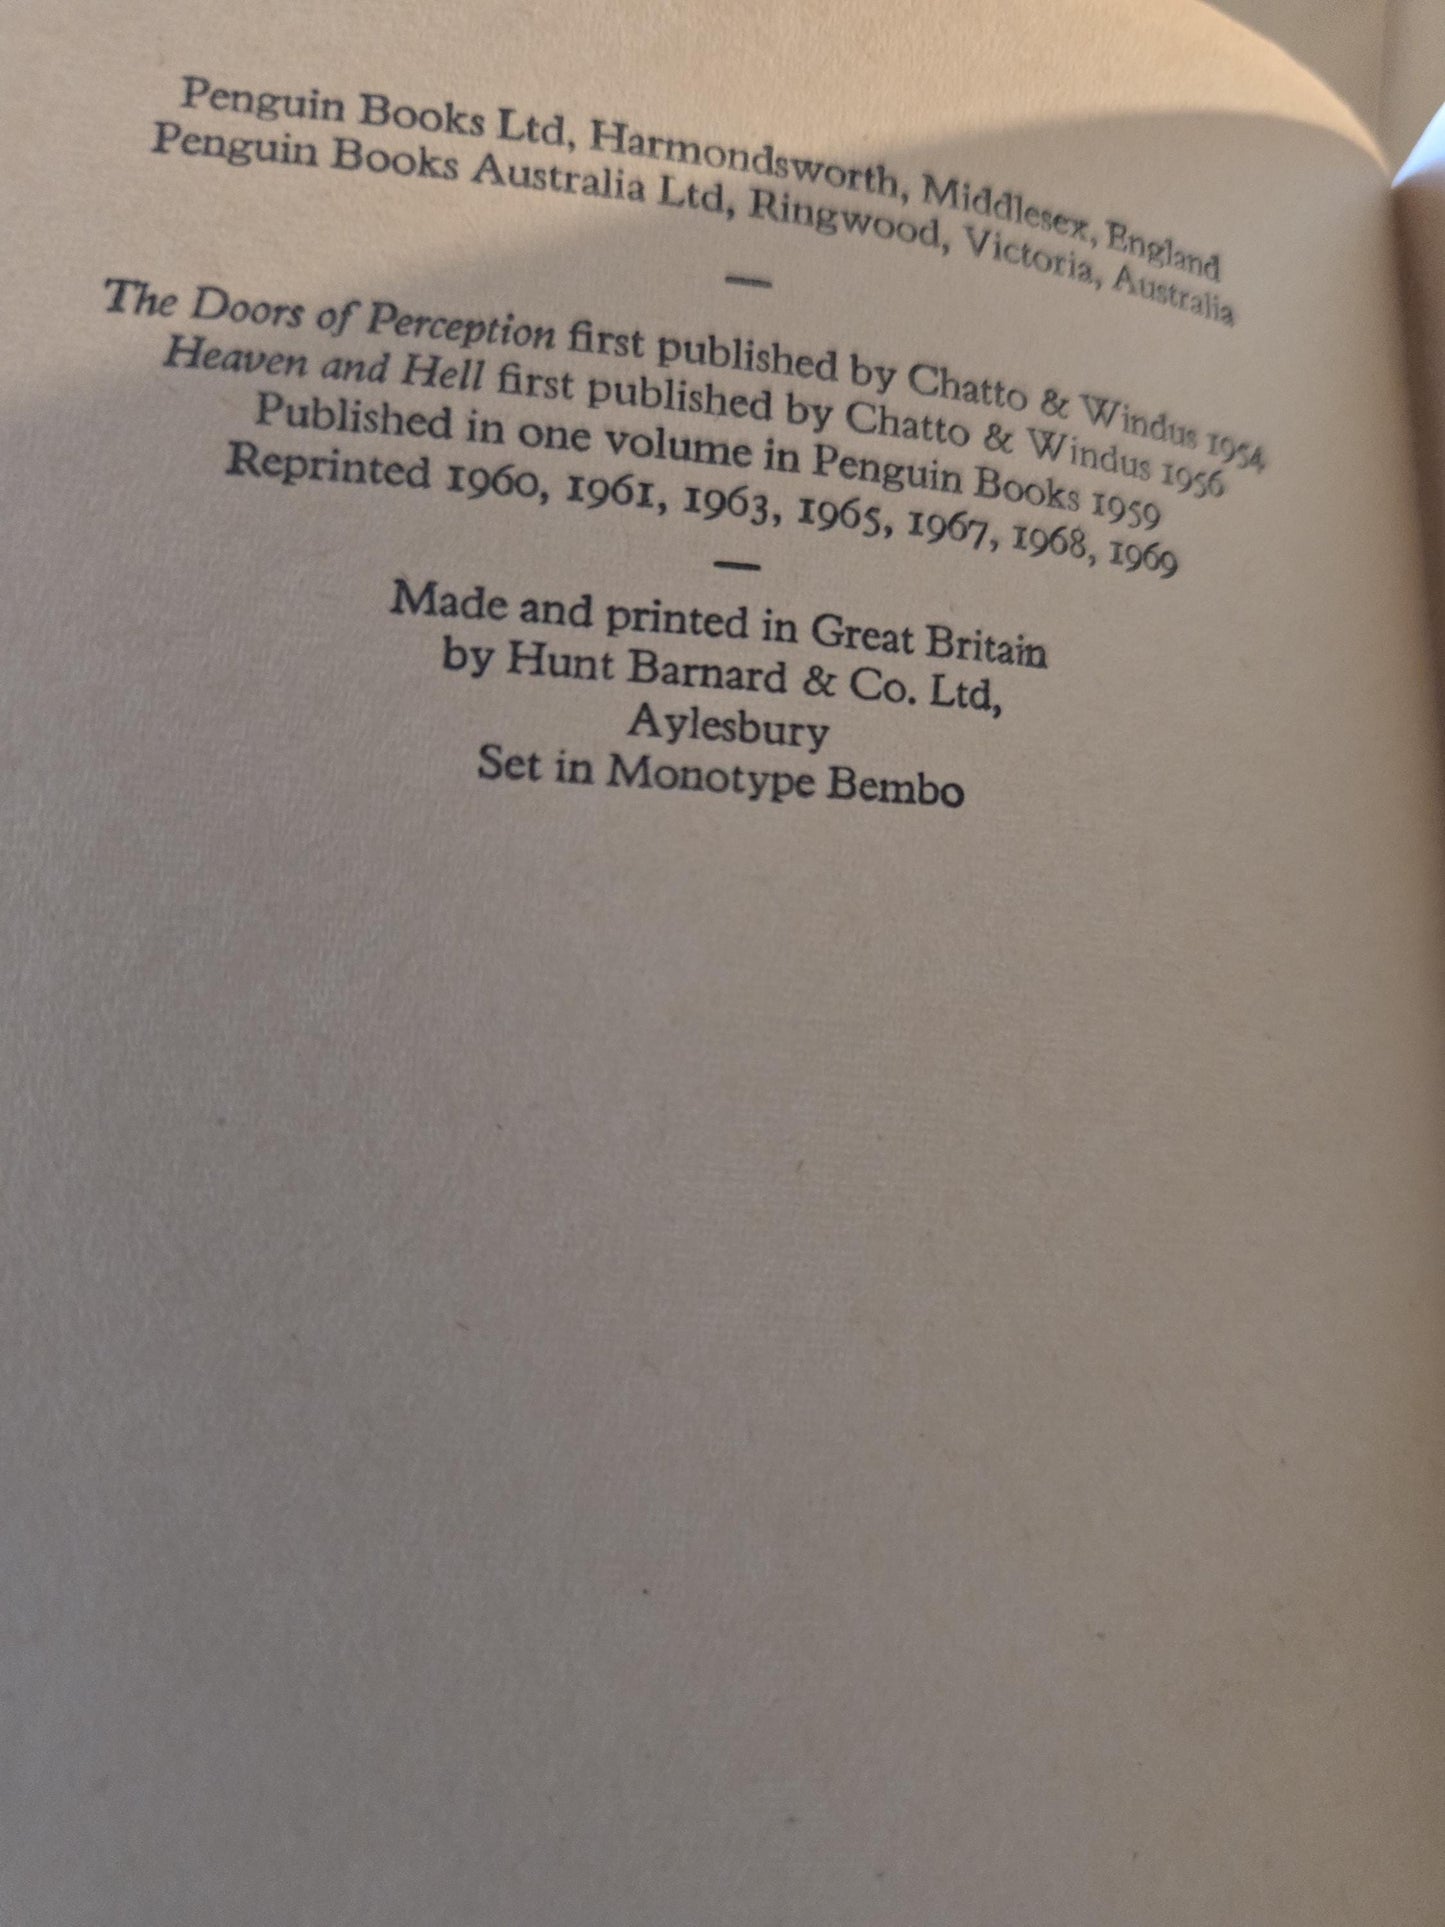 Penguin Books Ltd, Harmondsworth, Middlesex, England
Penguin Books Australia Ltd, Ringwood, Victoria, Australia
—
The Doors of Perception first published by Chatto & Windus 1954
Heaven and Hell first published by Chatto & Windus 1956
Published in one volume in Penguin Books 1959
Reprinted 1960, 1961, 1963, 1965, 1967, 1968, 1969
—
Made and printed in Great Britain
by Hunt Barnard & Co. Ltd,
Aylesbury
Set in Monotype Bembo